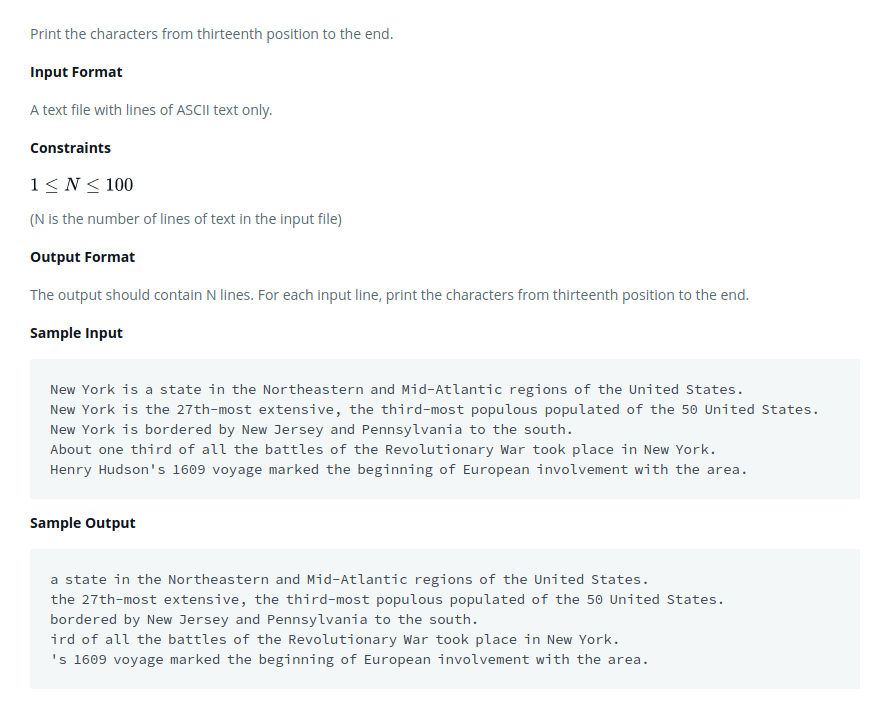 Print the characters from thirteenth position to the end.
Input Format
A text file with lines of ASCII text only.
Constraints
1 ≤ N ≤ 100
(N is the number of lines of text in the input file)
Output Format
The output should contain N lines. For each input line, print the characters from thirteenth position to the end.
Sample Input
New York is a state in the Northeastern and Mid-Atlantic regions of the United States.
New York is the 27th-most extensive, the third-most populous populated of the 50 United States.
New York is bordered by New Jersey and Pennsylvania to the south.
About one third of all the battles of the Revolutionary War took place in New York.
Henry Hudson's 1609 voyage marked the beginning of European involvement with the area.
Sample Output
a state in the Northeastern and Mid-Atlantic regions of the United States.
the 27th-most extensive, the third-most populous populated of the 50 United States.
bordered by New Jersey and Pennsylvania to the south.
ird of all the battles of the Revolutionary War took place in New York.
's 1609 voyage marked the beginning of European involvement with the area.